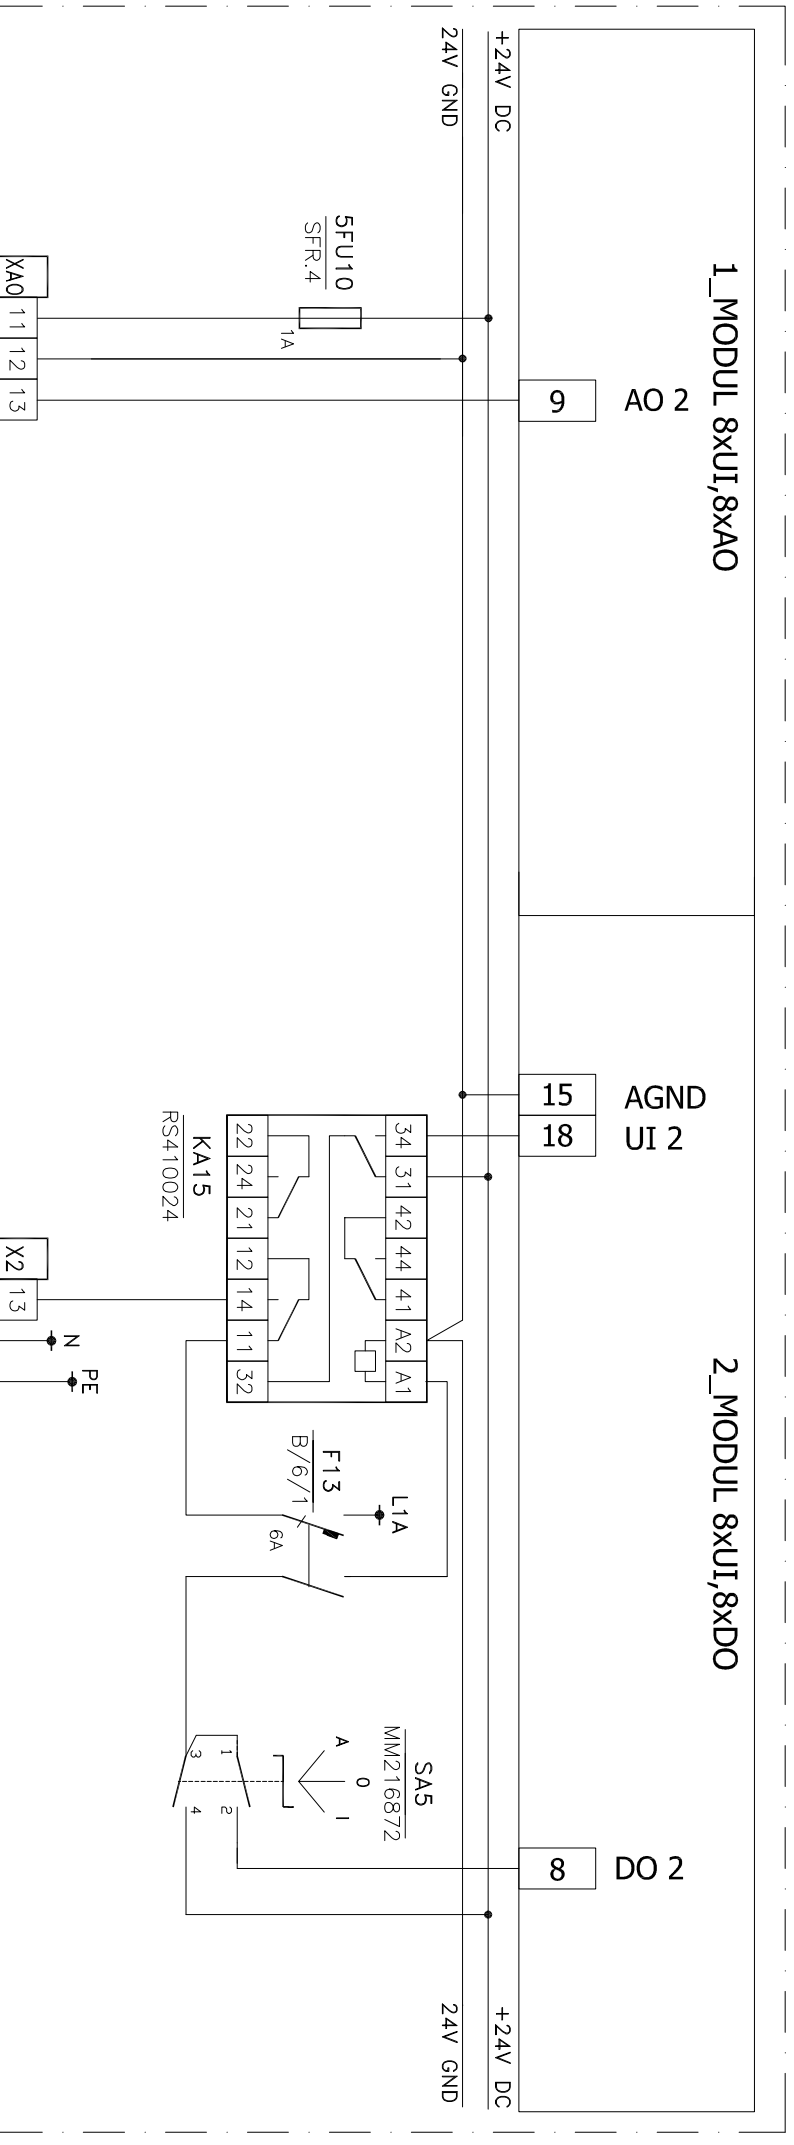 1_MODUL 8xUI,8xAO
2_MODUL 8xUI,8xDO
AO 2
9
AGND
15
UI 2
18
DO 2
8
+24V DC
24V GND
+24V DC
24V GND
5FU10
SFR.4
1A
XA0
11
12
13
KA15
RS410024
34
31
42
44
41
A2
A1
22
24
21
12
14
11
32
X2
13
N
PE
L1A
F13
B/6/1
6A
SA5
MM216872
A
0
I
1
2
3
4